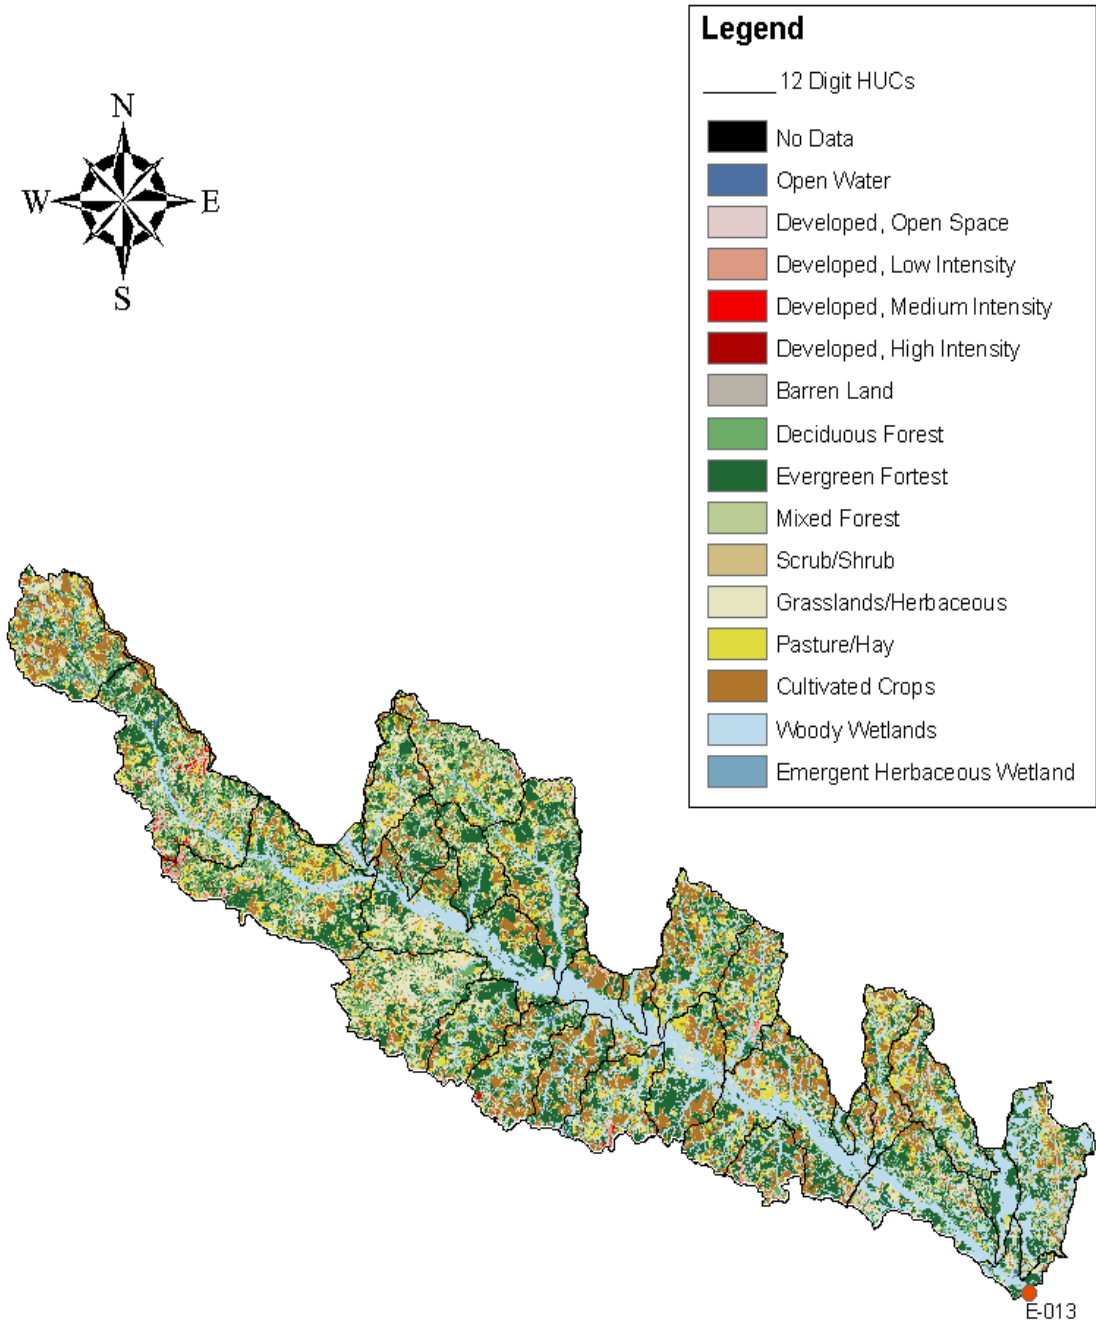 Legend
12 Digit HUCs
No Data
Open Water
Developed, Open Space
Developed, Low Intensity
Developed, Medium Intensity
Developed, High Intensity
Barren Land
Deciduous Forest
Evergreen Fortest
Mixed Forest
Scrub/Shrub
Grasslands/Herbaceous
Pasture/Hay
Cultivated Crops
Woody Wetlands
Emergent Herbaceous Wetland
N
W E
S
E-013